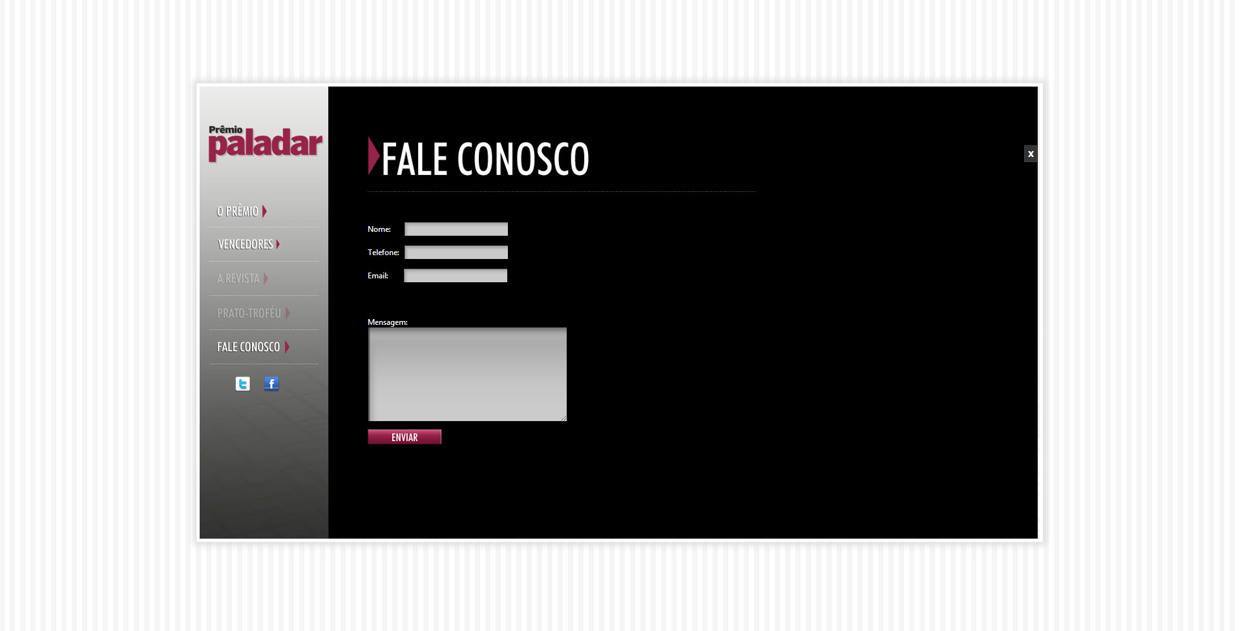 Prêmio
paladar
O PRÊMIO
VENCEDORES
A REVISTA
PRATO-TROFÉU
FALE CONOSCO
t f
FALE CONOSCO
x
Nome:
Telefone:
Email:
Mensagem:
ENVIAR